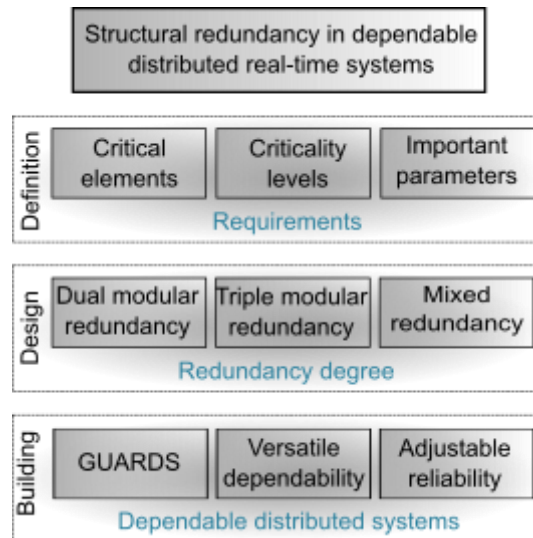 Structural redundancy in dependable
distributed real-time systems
Definition
Critical
elements
Criticality
levels
Important
parameters
Requirements
Design
Dual modular
redundancy
Triple modular
redundancy
Mixed
redundancy
Redundancy degree
Building
GUARDS
Versatile
dependability
Adjustable
reliability
Dependable distributed systems